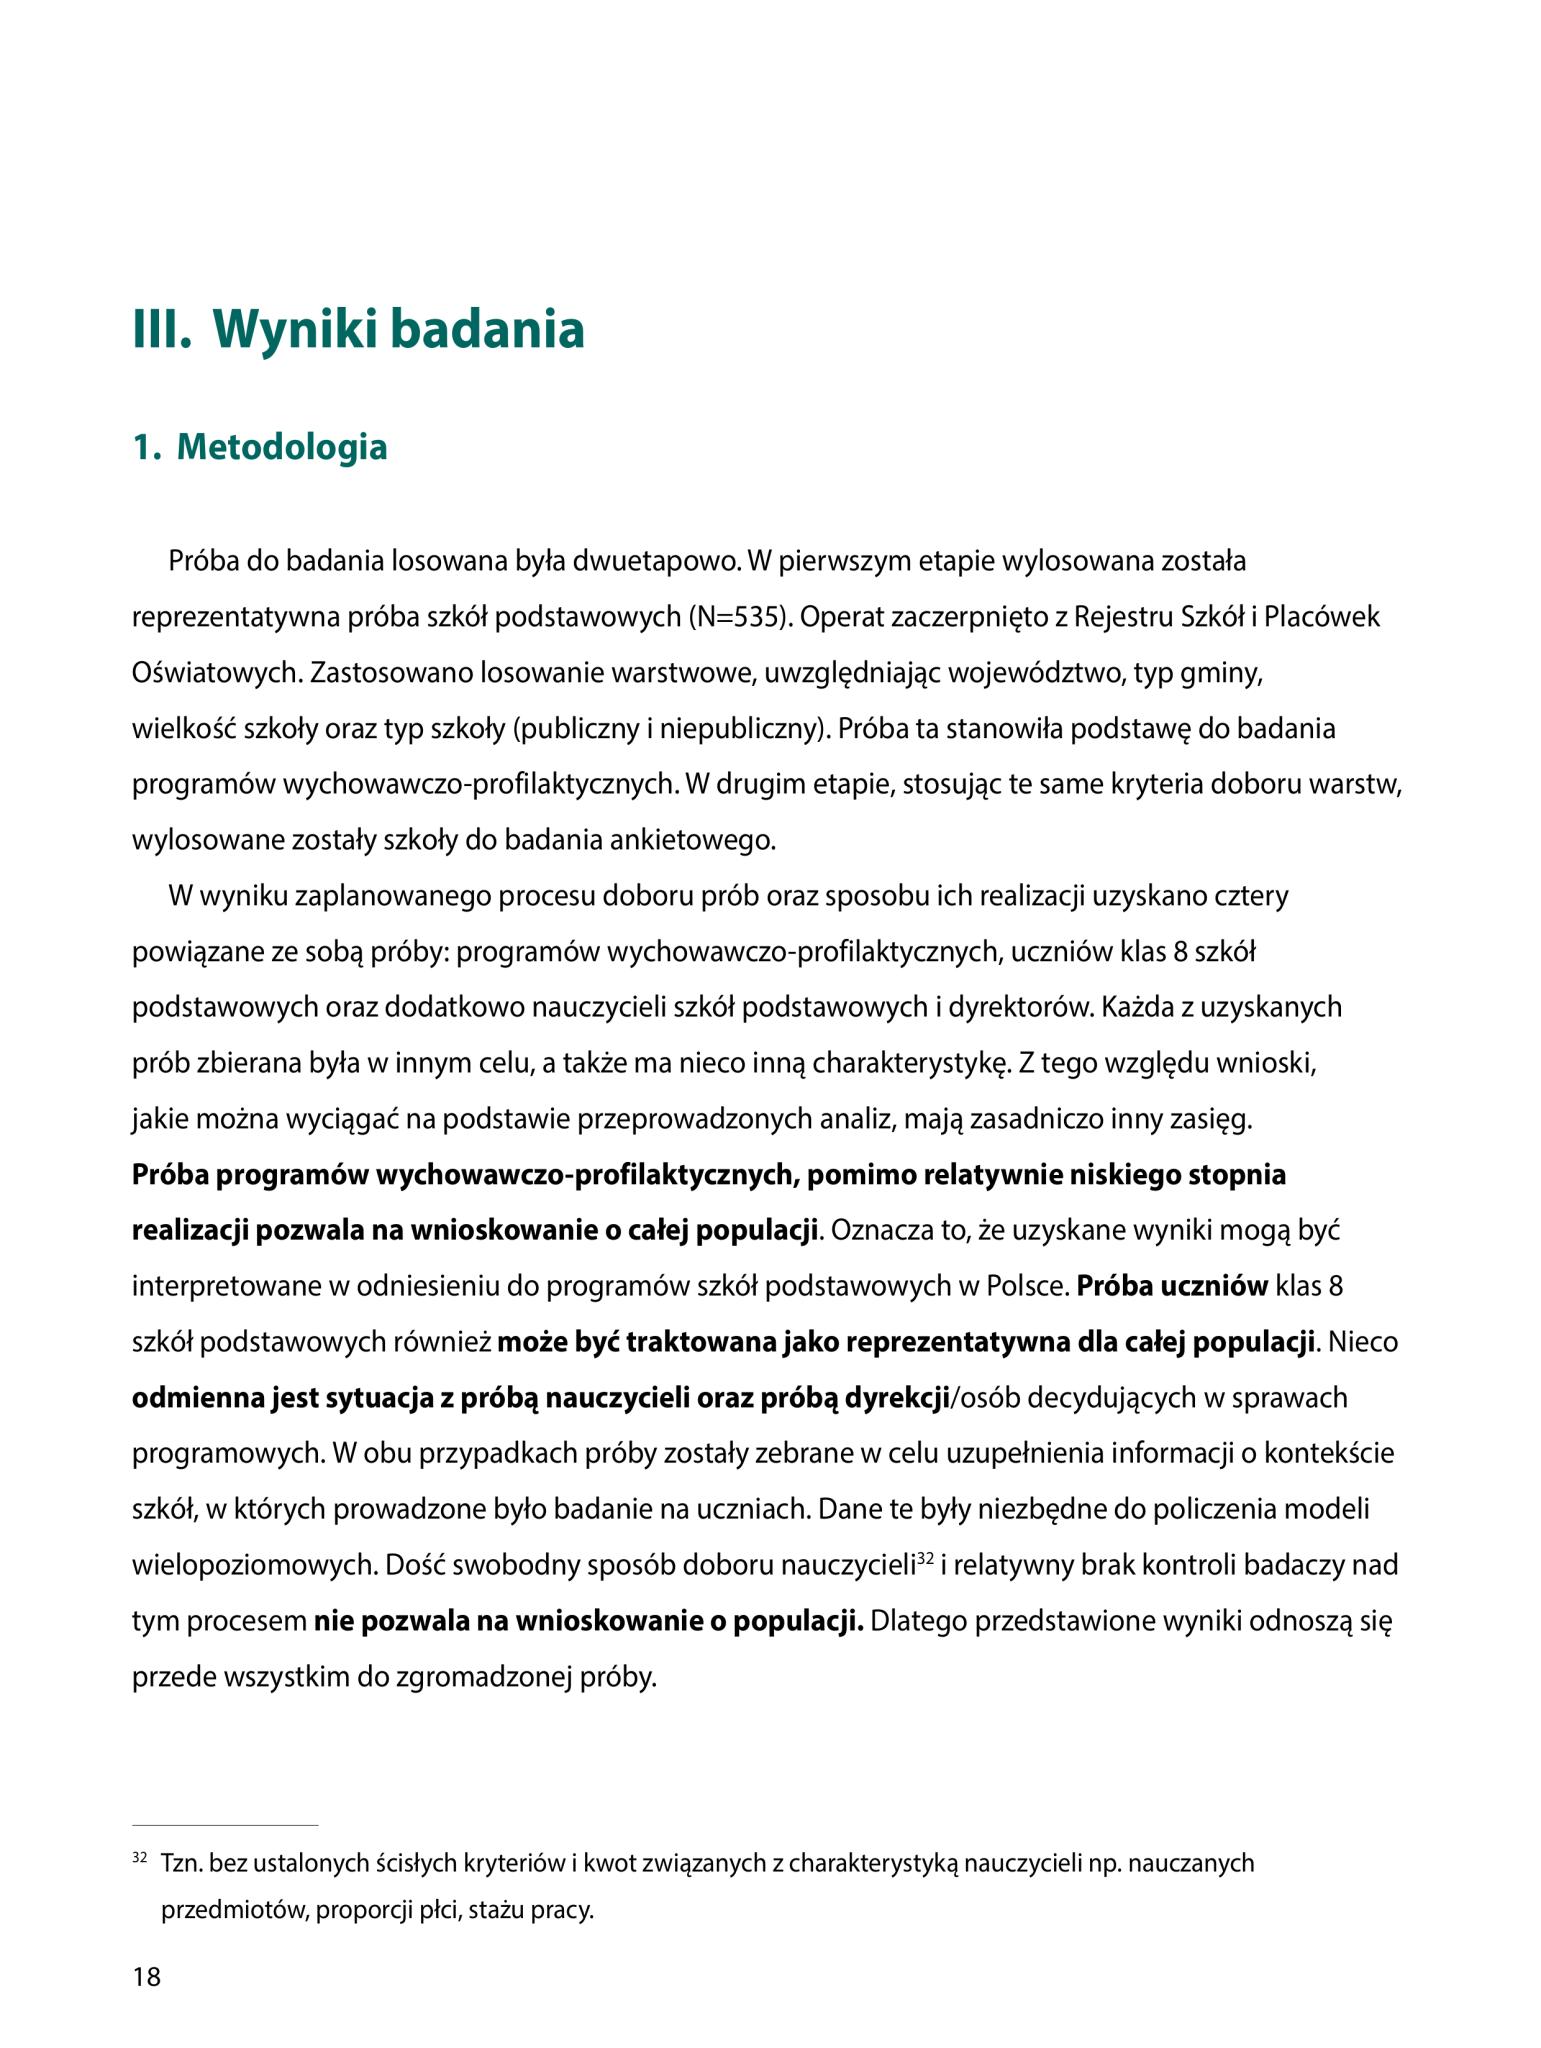 III. Wyniki badania
1. Metodologia
Próba do badania losowana była dwuetapowo. W pierwszym etapie wylosowana została
reprezentatywna próba szkół podstawowych (N=535). Operat zaczerpnięto z Rejestru Szkół i Placówek
Oświatowych. Zastosowano losowanie warstwowe, uwzględniając województwo, typ gminy,
wielkość szkoły oraz typ szkoły (publiczny i niepubliczny). Próba ta stanowiła podstawę do badania
programów wychowawczo-profilaktycznych. W drugim etapie, stosując te same kryteria doboru warstw,
wylosowane zostały szkoły do badania ankietowego.
W wyniku zaplanowanego procesu doboru prób oraz sposobu ich realizacji uzyskano cztery
powiązane ze sobą próby: programów wychowawczo-profilaktycznych, uczniów klas 8 szkół
podstawowych oraz dodatkowo nauczycieli szkół podstawowych i dyrektorów. Każda z uzyskanych
prób zbierana była w innym celu, a także ma nieco inną charakterystykę. Z tego względu wnioski,
jakie można wyciągać na podstawie przeprowadzonych analiz, mają zasadniczo inny zasięg.
Próba programów wychowawczo-profilaktycznych, pomimo relatywnie niskiego stopnia
realizacji pozwala na wnioskowanie o całej populacji. Oznacza to, że uzyskane wyniki mogą być
interpretowane w odniesieniu do programów szkół podstawowych w Polsce. Próba uczniów klas 8
szkół podstawowych również może być traktowana jako reprezentatywna dla całej populacji. Nieco
odmienna jest sytuacja z próbą nauczycieli oraz próbą dyrekcji/osób decydujących w sprawach
programowych. W obu przypadkach próby zostały zebrane w celu uzupełnienia informacji o kontekście
szkół, w których prowadzone było badanie na uczniach. Dane te były niezbędne do policzenia modeli
wielopoziomowych. Dość swobodny sposób doboru nauczycieli32 i relatywny brak kontroli badaczy nad
tym procesem nie pozwala na wnioskowanie o populacji. Dlatego przedstawione wyniki odnoszą się
przede wszystkim do zgromadzonej próby.
32 Tzn. bez ustalonych ścisłych kryteriów i kwot związanych z charakterystyką nauczycieli np. nauczanych
przedmiotów, proporcji płci, stażu pracy.
18